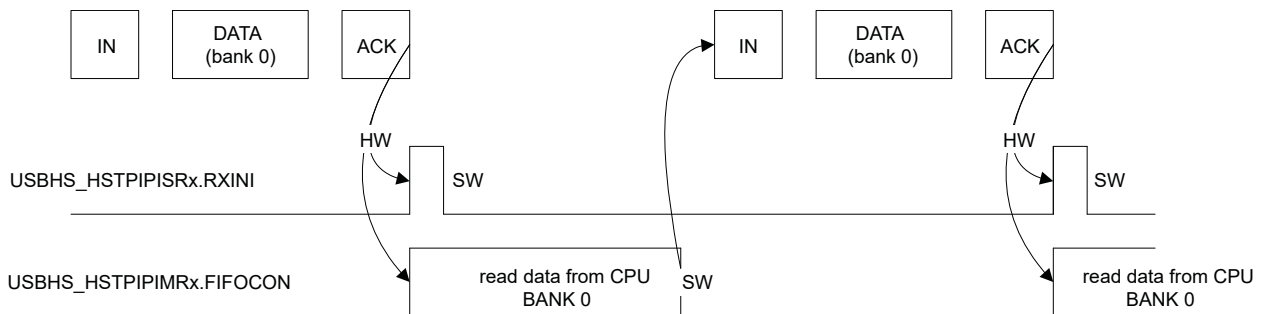 IN
DATA
(bank 0)
ACK
IN
DATA
(bank 0)
ACK
HW
HW
USBHS_HSTPIPISRx.RXINI
SW
SW
USBHS_HSTPIPIMRx.FIFOCON
read data from CPU
BANK 0
SW
read data from CPU
BANK 0